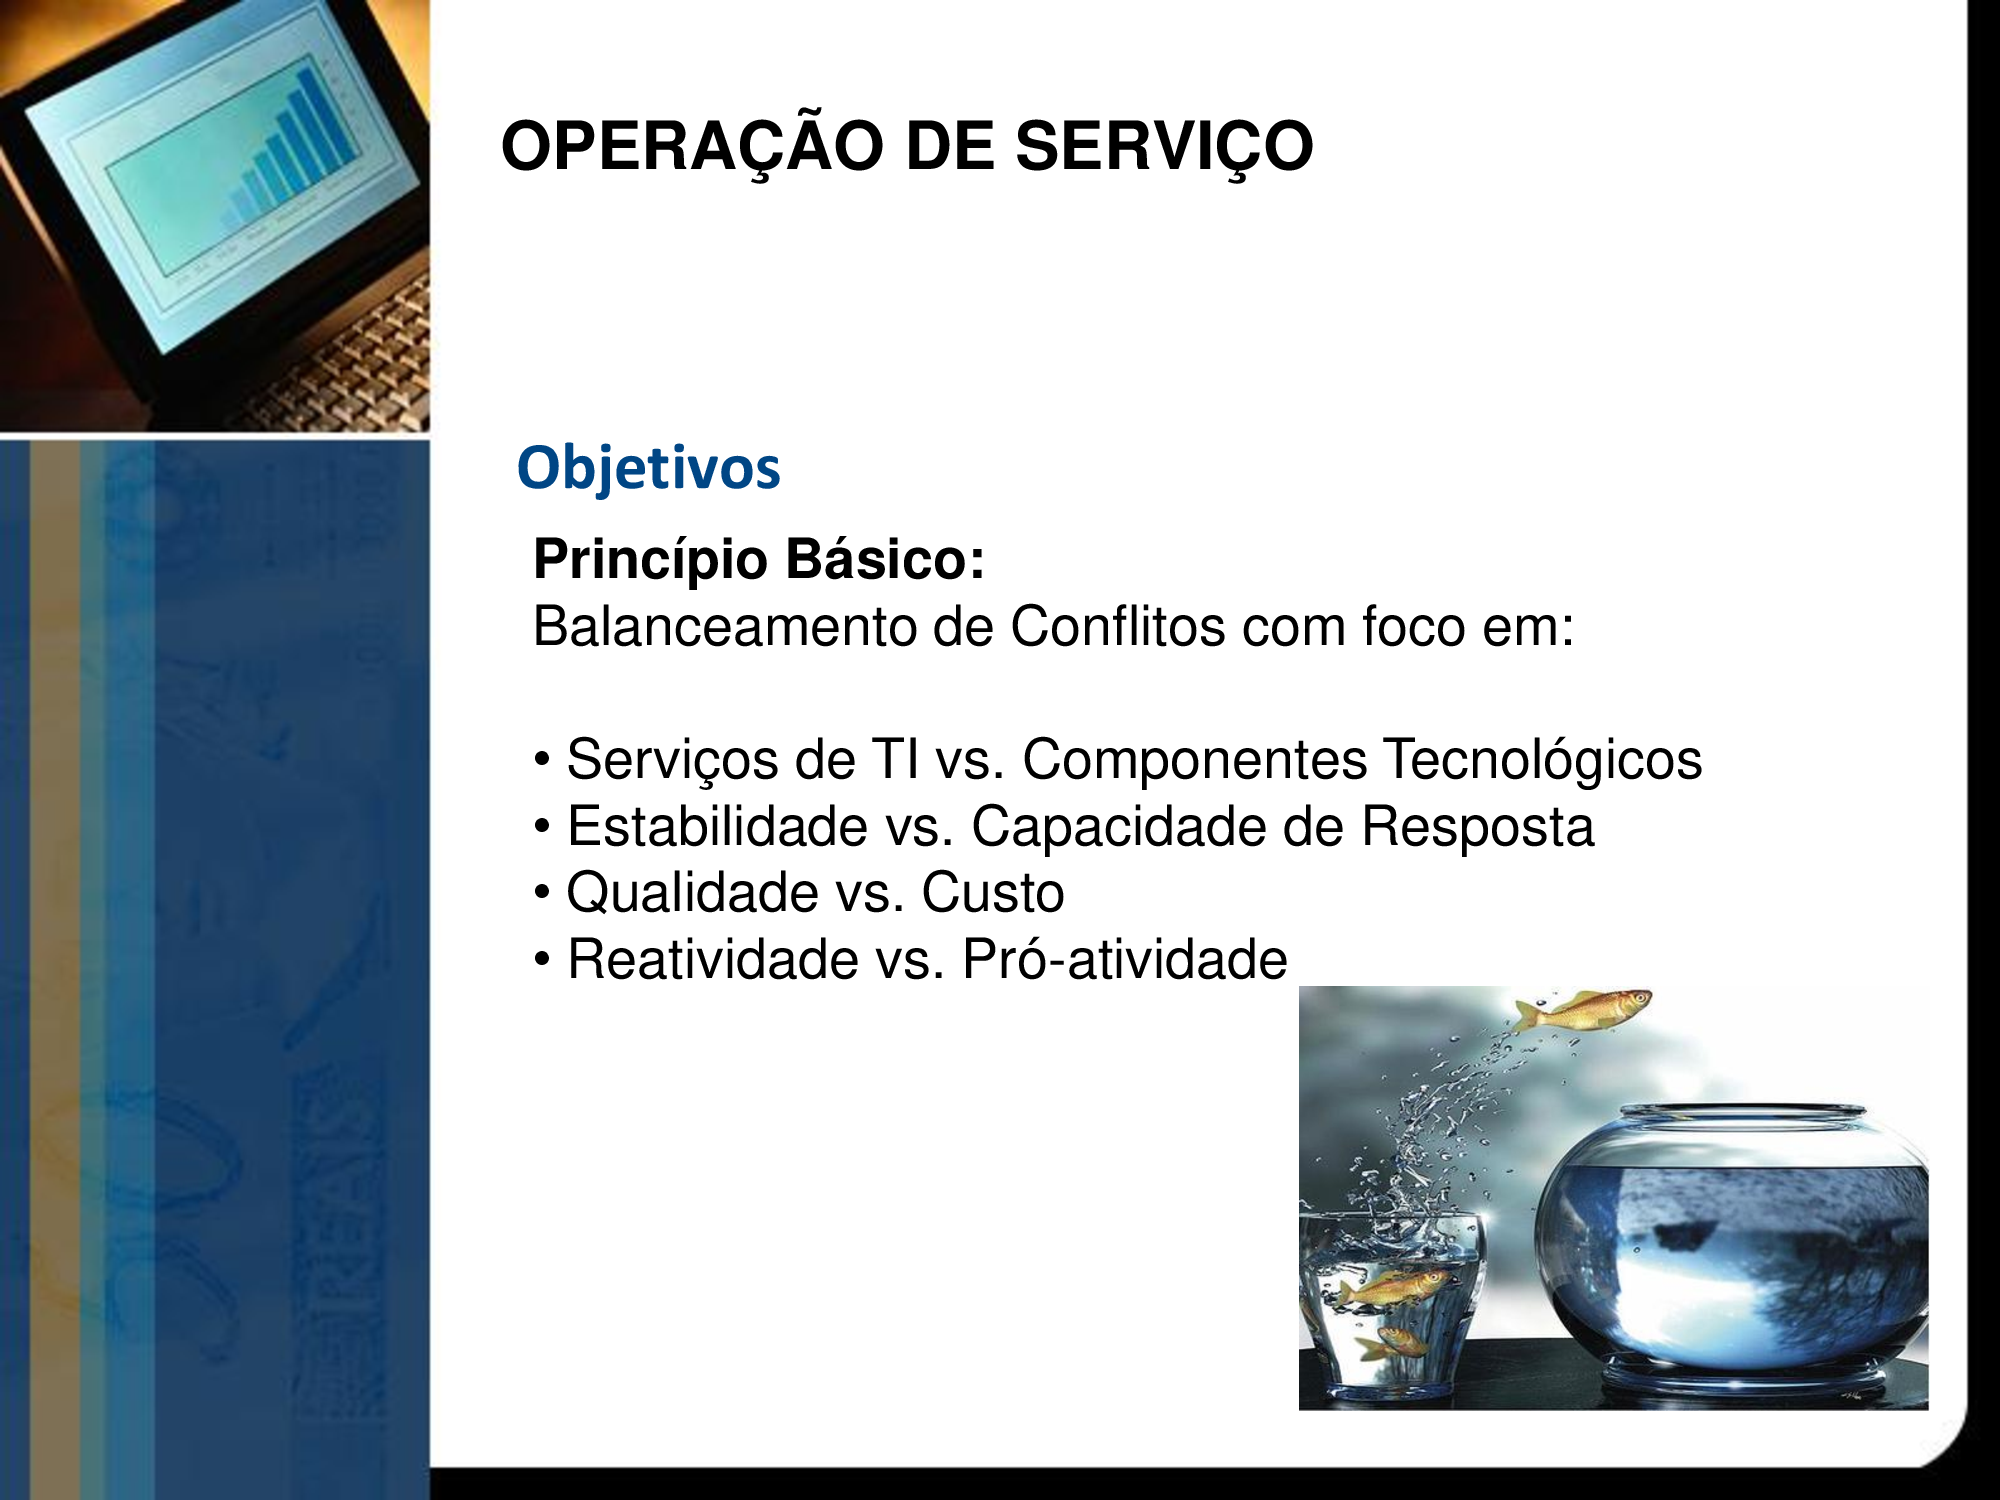 OPERAÇÃO DE SERVIÇO
Objetivos
Princípio Básico:
Balanceamento de Conflitos com foco em:
• Serviços de TI vs. Componentes Tecnológicos
• Estabilidade vs. Capacidade de Resposta
• Qualidade vs. Custo
• Reatividade vs. Pró-atividade
REAIS